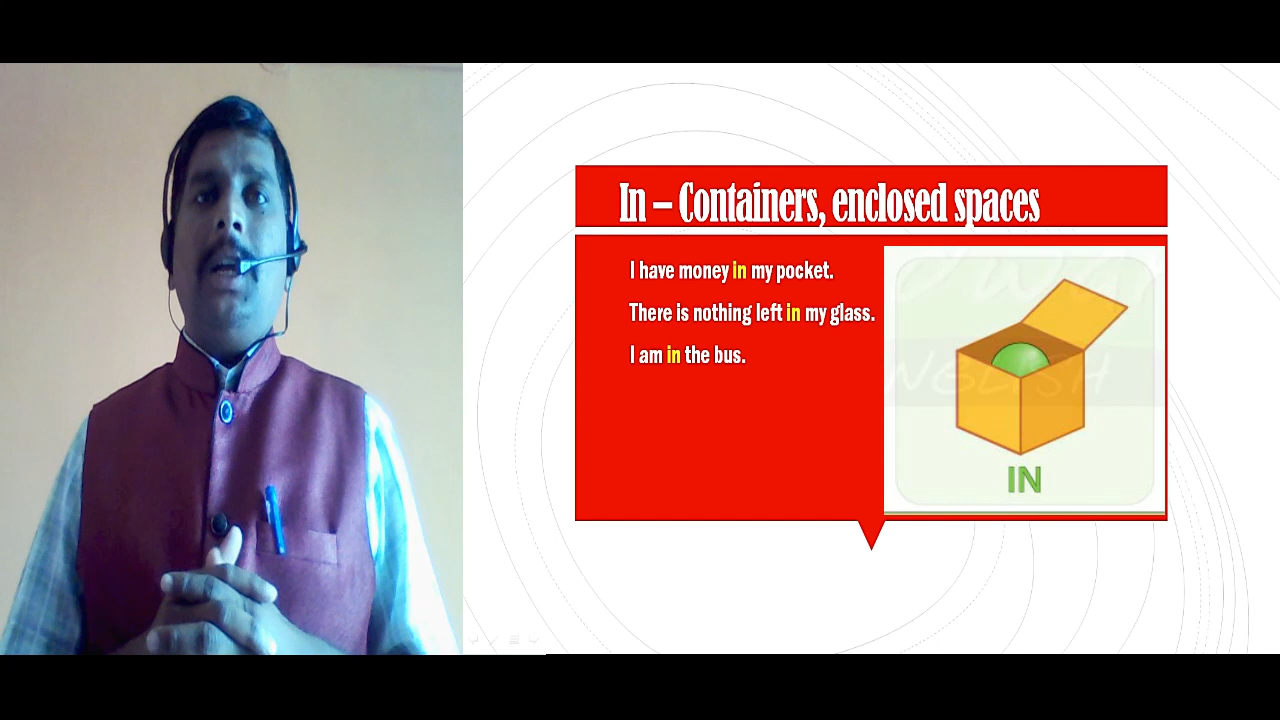 In – Containers, enclosed spaces
I have money in my pocket.
There is nothing left in my glass.
I am in the bus.
NGLISH
IN